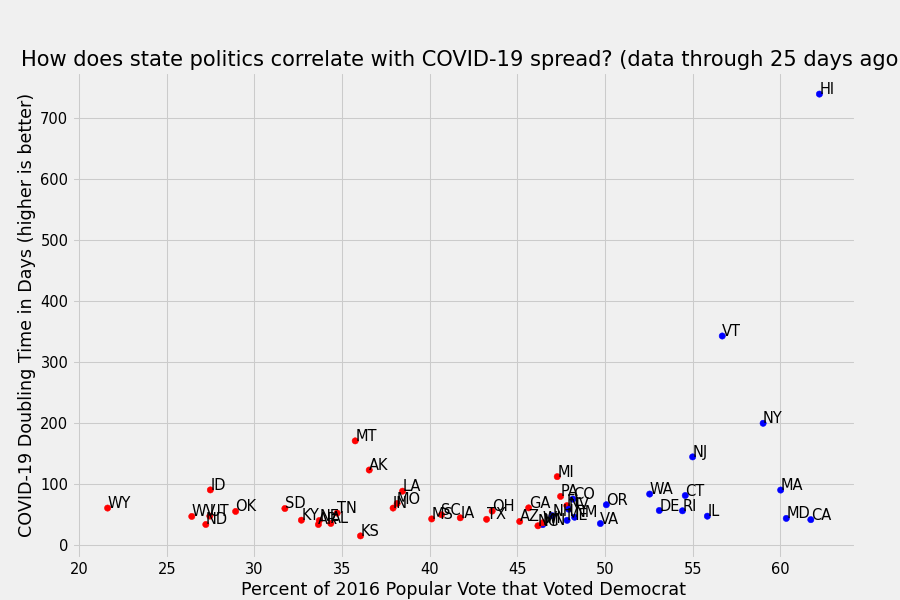 How does state politics correlate with COVID-19 spread? (data through 25 days ago
COVID-19 Doubling Time in Days (higher is better)
700
600
500
400
300
200
100
0
HI
VT
NY
NJ
MT
AK
MI
ID
LA
MO
IN
WY
WV
UT
ND
OK
SD
KY
TN
KS
MS
SC
IA
TX
OH
GA
AZ
PA
CO
OR
VA
WA
CT
DE
RI
IL
MA
MD
CA
20
25
30
35
40
45
50
55
60
Percent of 2016 Popular Vote that Voted Democrat